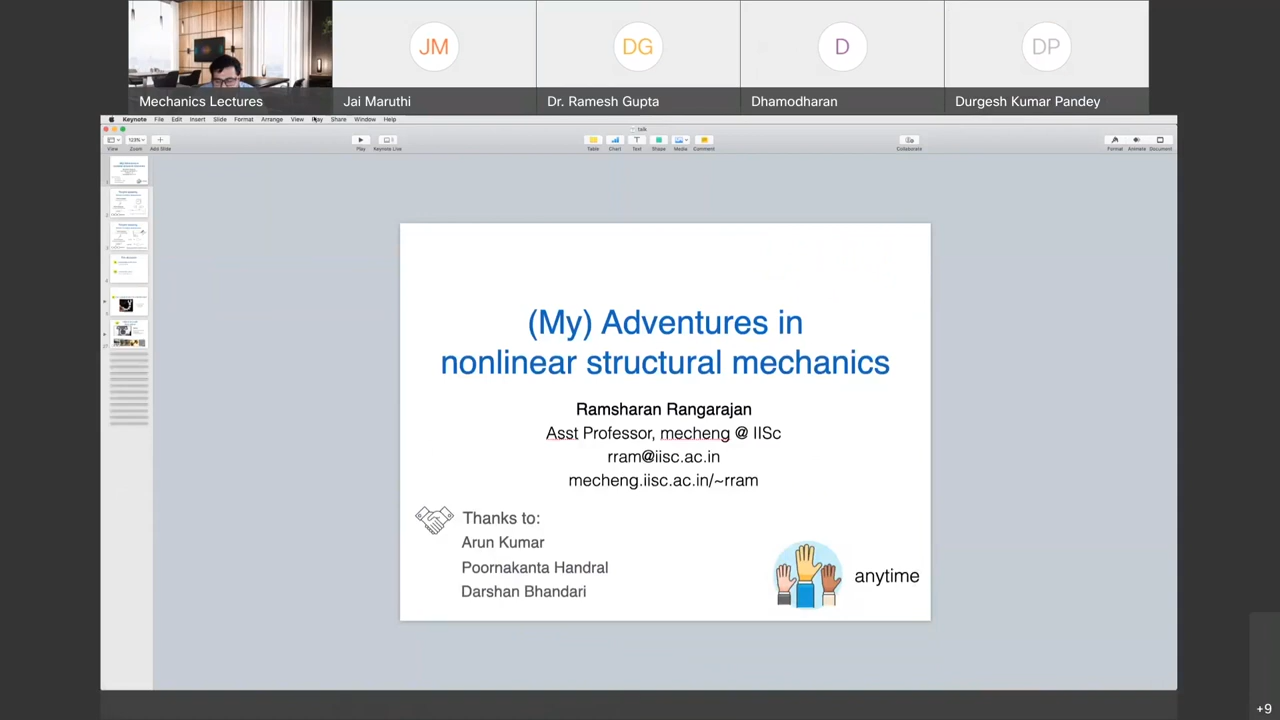 JM
DG
D
DP
Mechanics Lectures
Jai Maruthi
Dr. Ramesh Gupta
Dhamodharan
Durgesh Kumar Pandey
Keynote File Edit Insert Slide Format Arrange View Play Share Window Help
talk
123%
View Zoom Add Slide Play Keynote Live Table Chart Text Shape Media Comment Collaborate Format Animate Document
(My) Adventures in
nonlinear structural mechanics
Ramsharan Rangarajan
Asst Professor, mecheng @ IISc
rram@iisc.ac.in
mecheng.iisc.ac.in/~rram
Thanks to:
Arun Kumar
Poornakanta Handral
Darshan Bhandari
anytime
+9